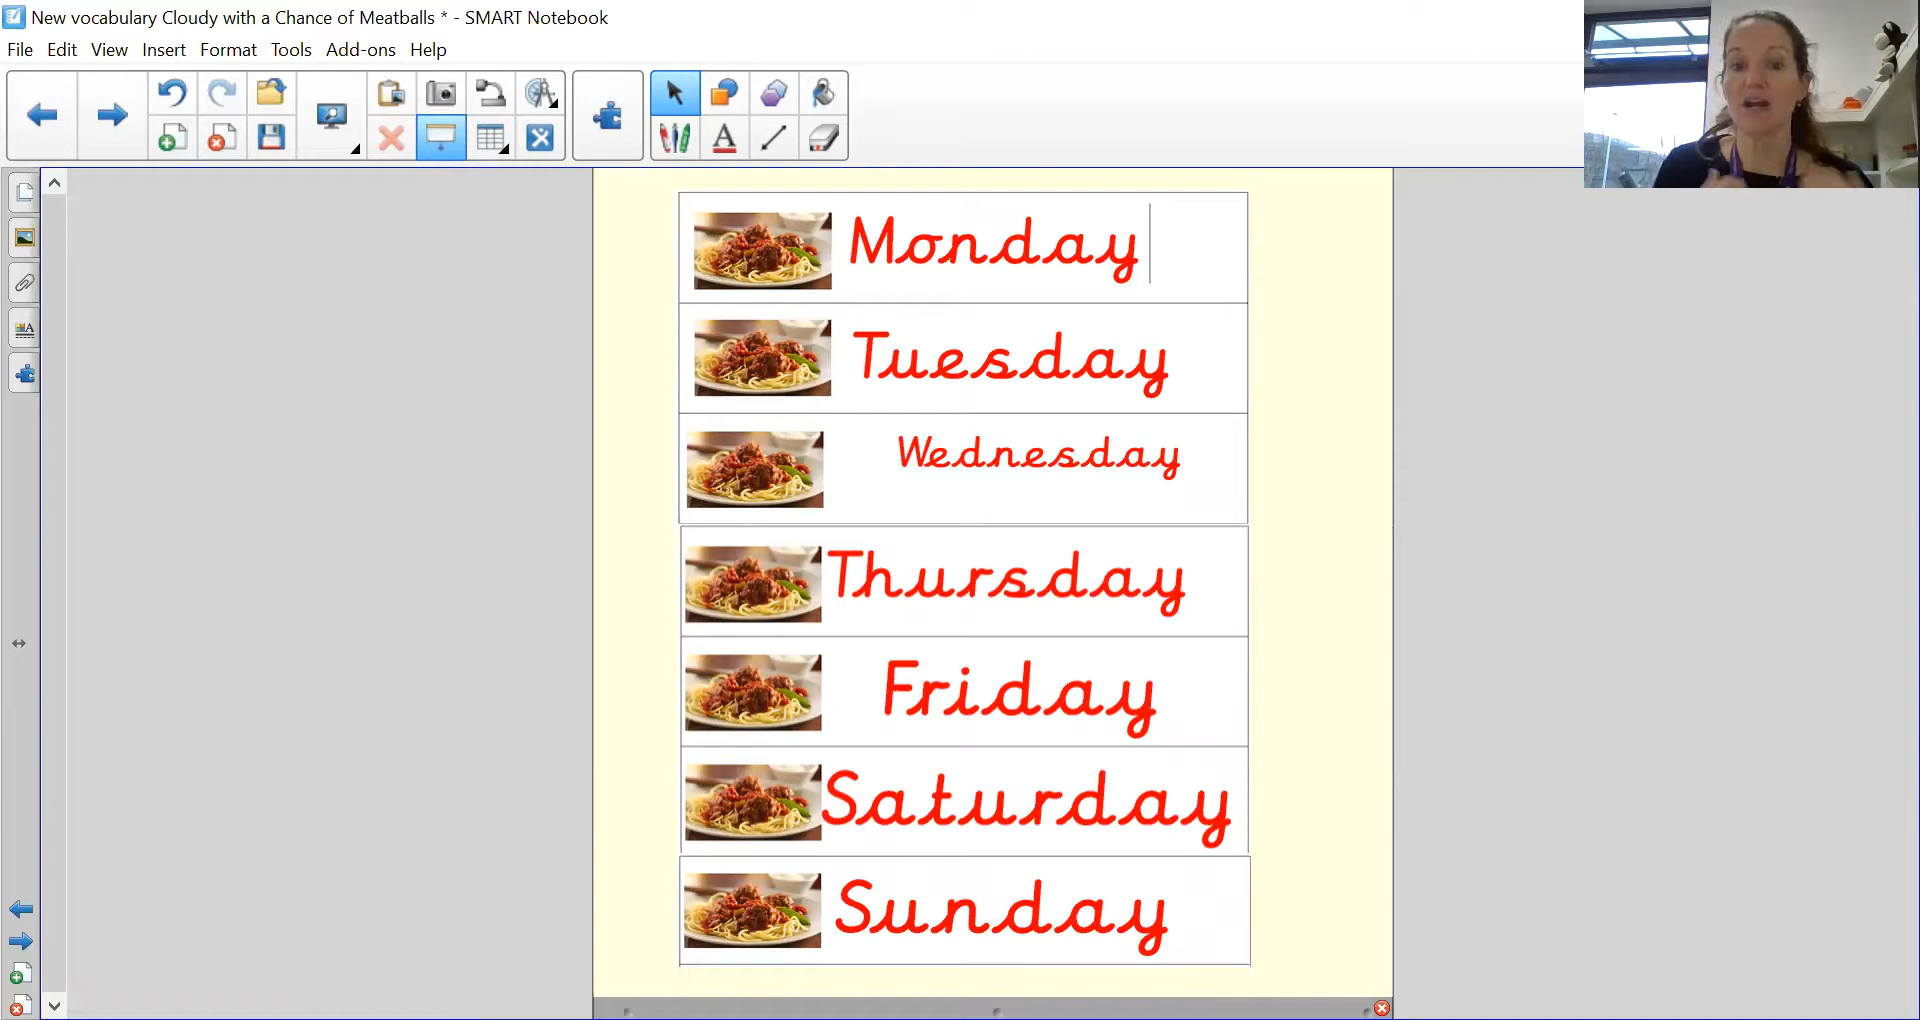 New vocabulary Cloudy with a Chance of Meatballs * - SMART Notebook
File Edit View Insert Format Tools Add-ons Help
Monday
Tuesday
Wednesday
Thursday
Friday
Saturday
Sunday